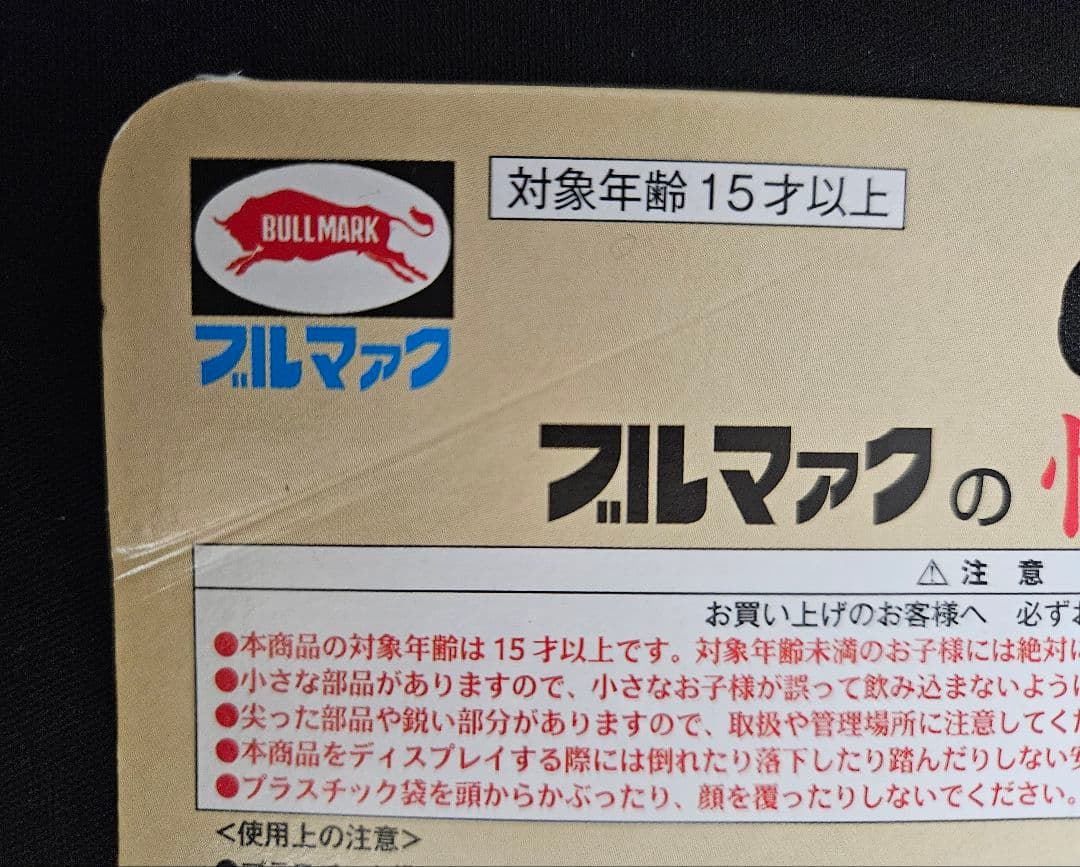 BULLMARK
ブルマァク
対象年齢15才以上
ブルマァクの
⚠注 意
お買い上げのお客様へ 必ず
●本商品の対象年齢は15才以上です。対象年齢未満のお子様には絶対に
●小さな部品がありますので、小さなお子様が誤って飲み込まないように
●尖った部品や鋭い部分がありますので、取扱や管理場所に注意してくだ
●本商品をディスプレイする際には倒れたり落下したり踏んだりしない
●プラスチック袋を頭からかぶったり、顔を覆ったりしないでください。
<使用上の注意>